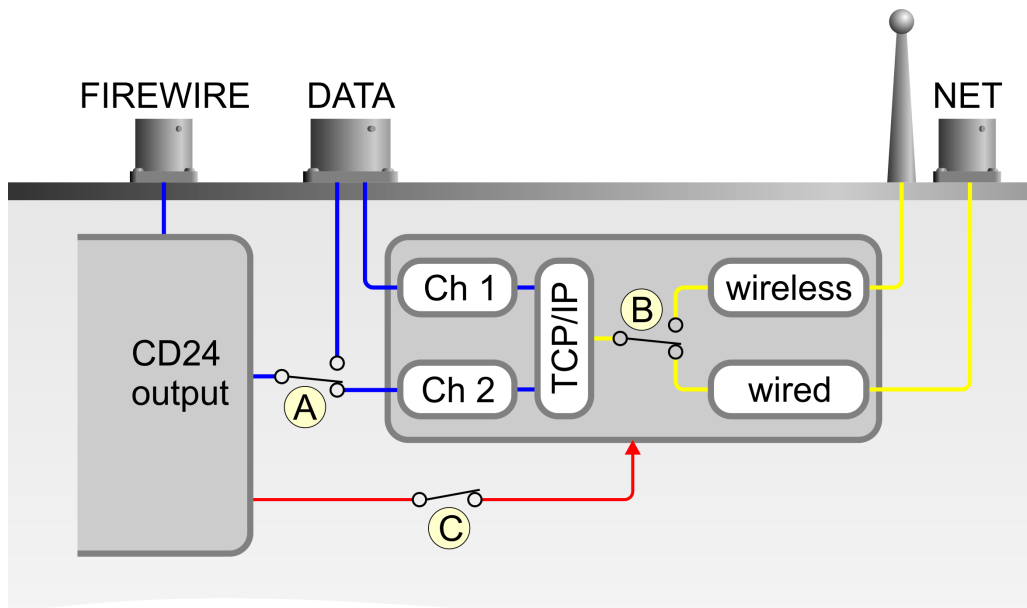 FIREWIRE
DATA
NET
CD24
output
A
Ch 1
Ch 2
TCP/IP
B
wireless
wired
C